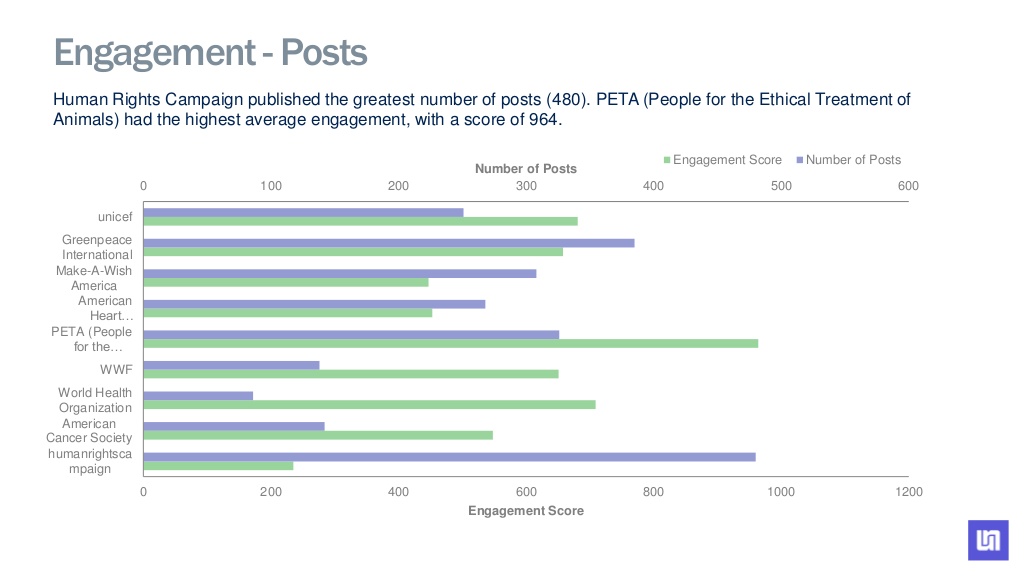 Engagement - Posts
Human Rights Campaign published the greatest number of posts (480). PETA (People for the Ethical Treatment of
Animals) had the highest average engagement, with a score of 964.
Engagement Score Number of Posts
Number of Posts
0 100 200 300 400 500 600
unicef
Greenpeace
International
Make-A-Wish
America
American
Heart…
PETA (People
for the…
WWF
World Health
Organization
American
Cancer Society
humanrightsca
mpaign
0 200 400 600 800 1000 1200
Engagement Score